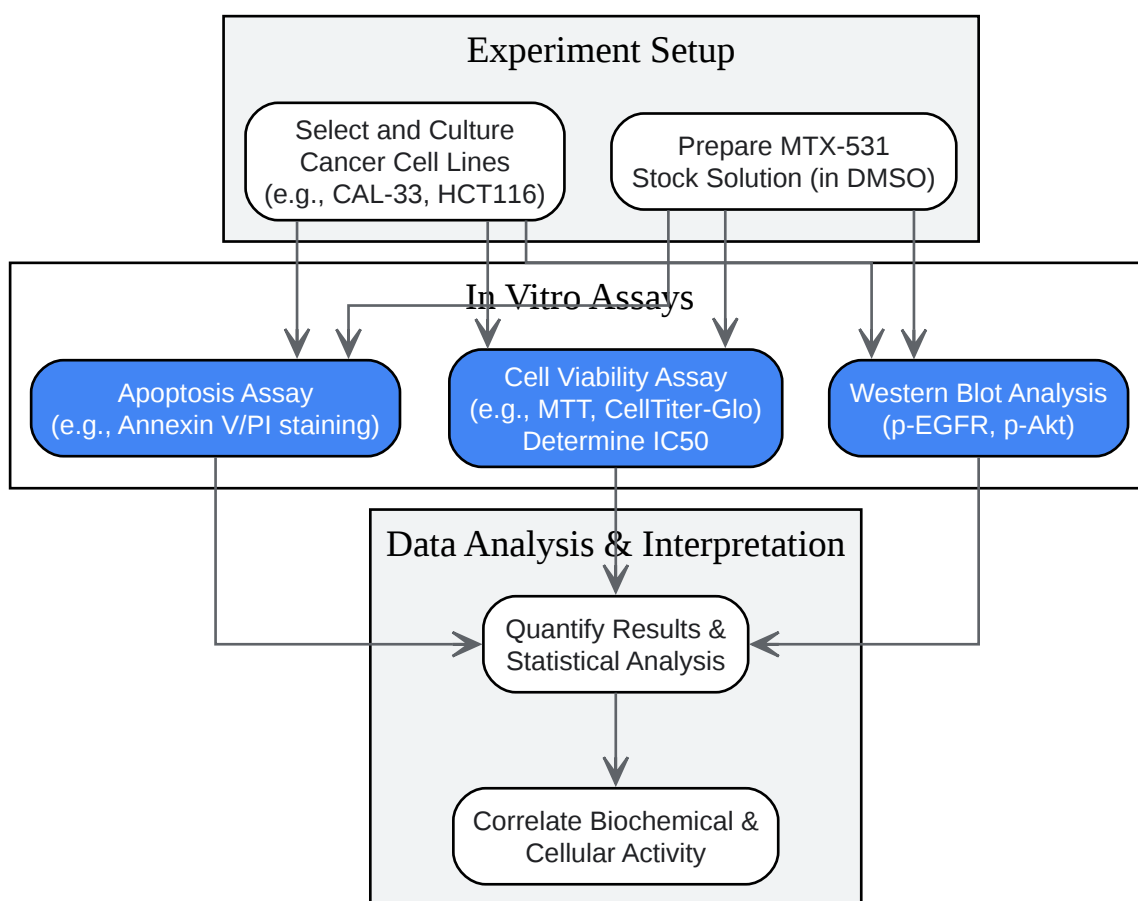 Experiment Setup
Select and Culture
Cancer Cell Lines
(e.g., CAL-33, HCT116)
Prepare MTX-531
Stock Solution (in DMSO)
In Vitro Assays
Apoptosis Assay
(e.g., Annexin V/PI staining)
Cell Viability Assay
(e.g., MTT, CellTiter-Glo)
Determine IC50
Western Blot Analysis
(p-EGFR, p-Akt)
Data Analysis & Interpretation
Quantify Results &
Statistical Analysis
Correlate Biochemical &
Cellular Activity